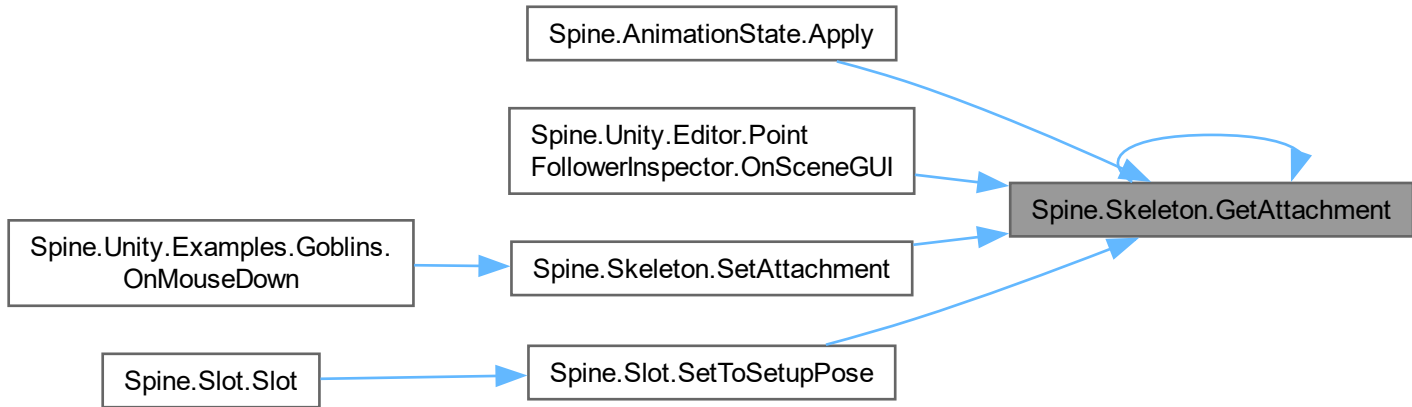 Spine.AnimationState.Apply
Spine.Unity.Editor.Point
FollowerInspector.OnSceneGUI
Spine.Skeleton.GetAttachment
Spine.Unity.Examples.Goblins.
OnMouseDown
Spine.Skeleton.SetAttachment
Spine.Slot.Slot
Spine.Slot.SetToSetupPose